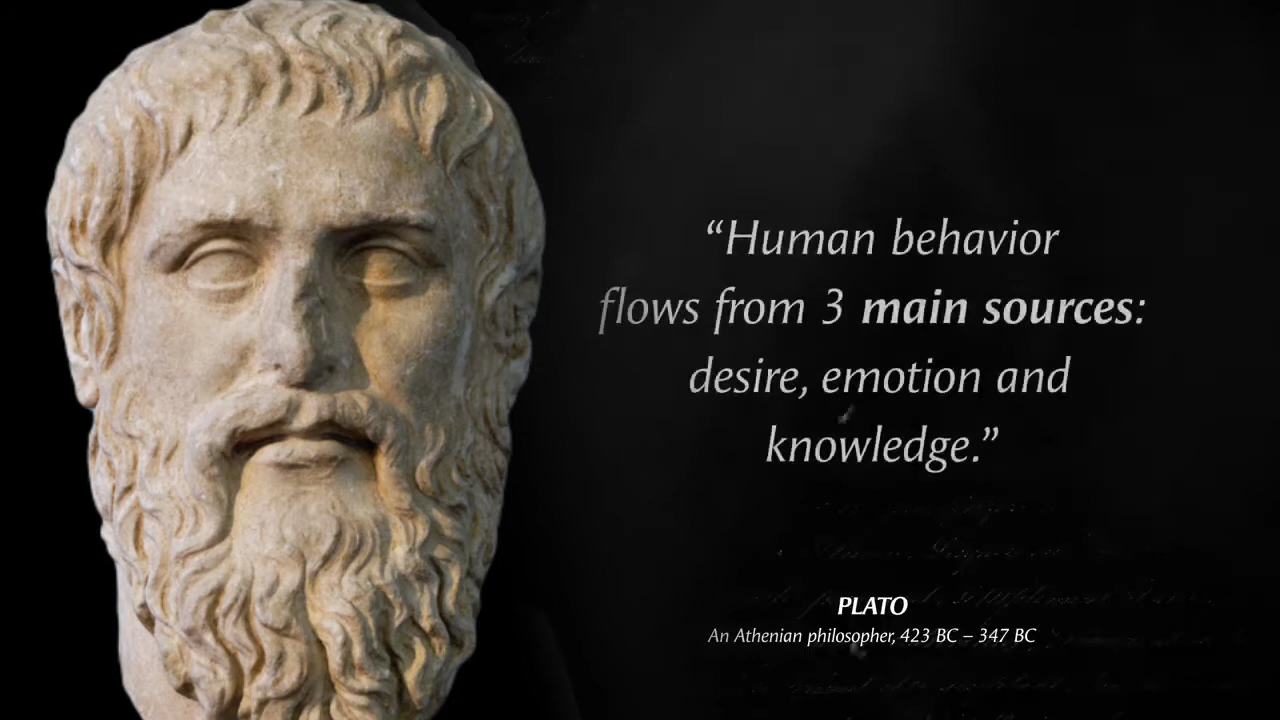 “Human behavior
flows from 3 main sources:
desire, emotion and
knowledge.”
PLATO
An Athenian philosopher, 423 BC – 347 BC